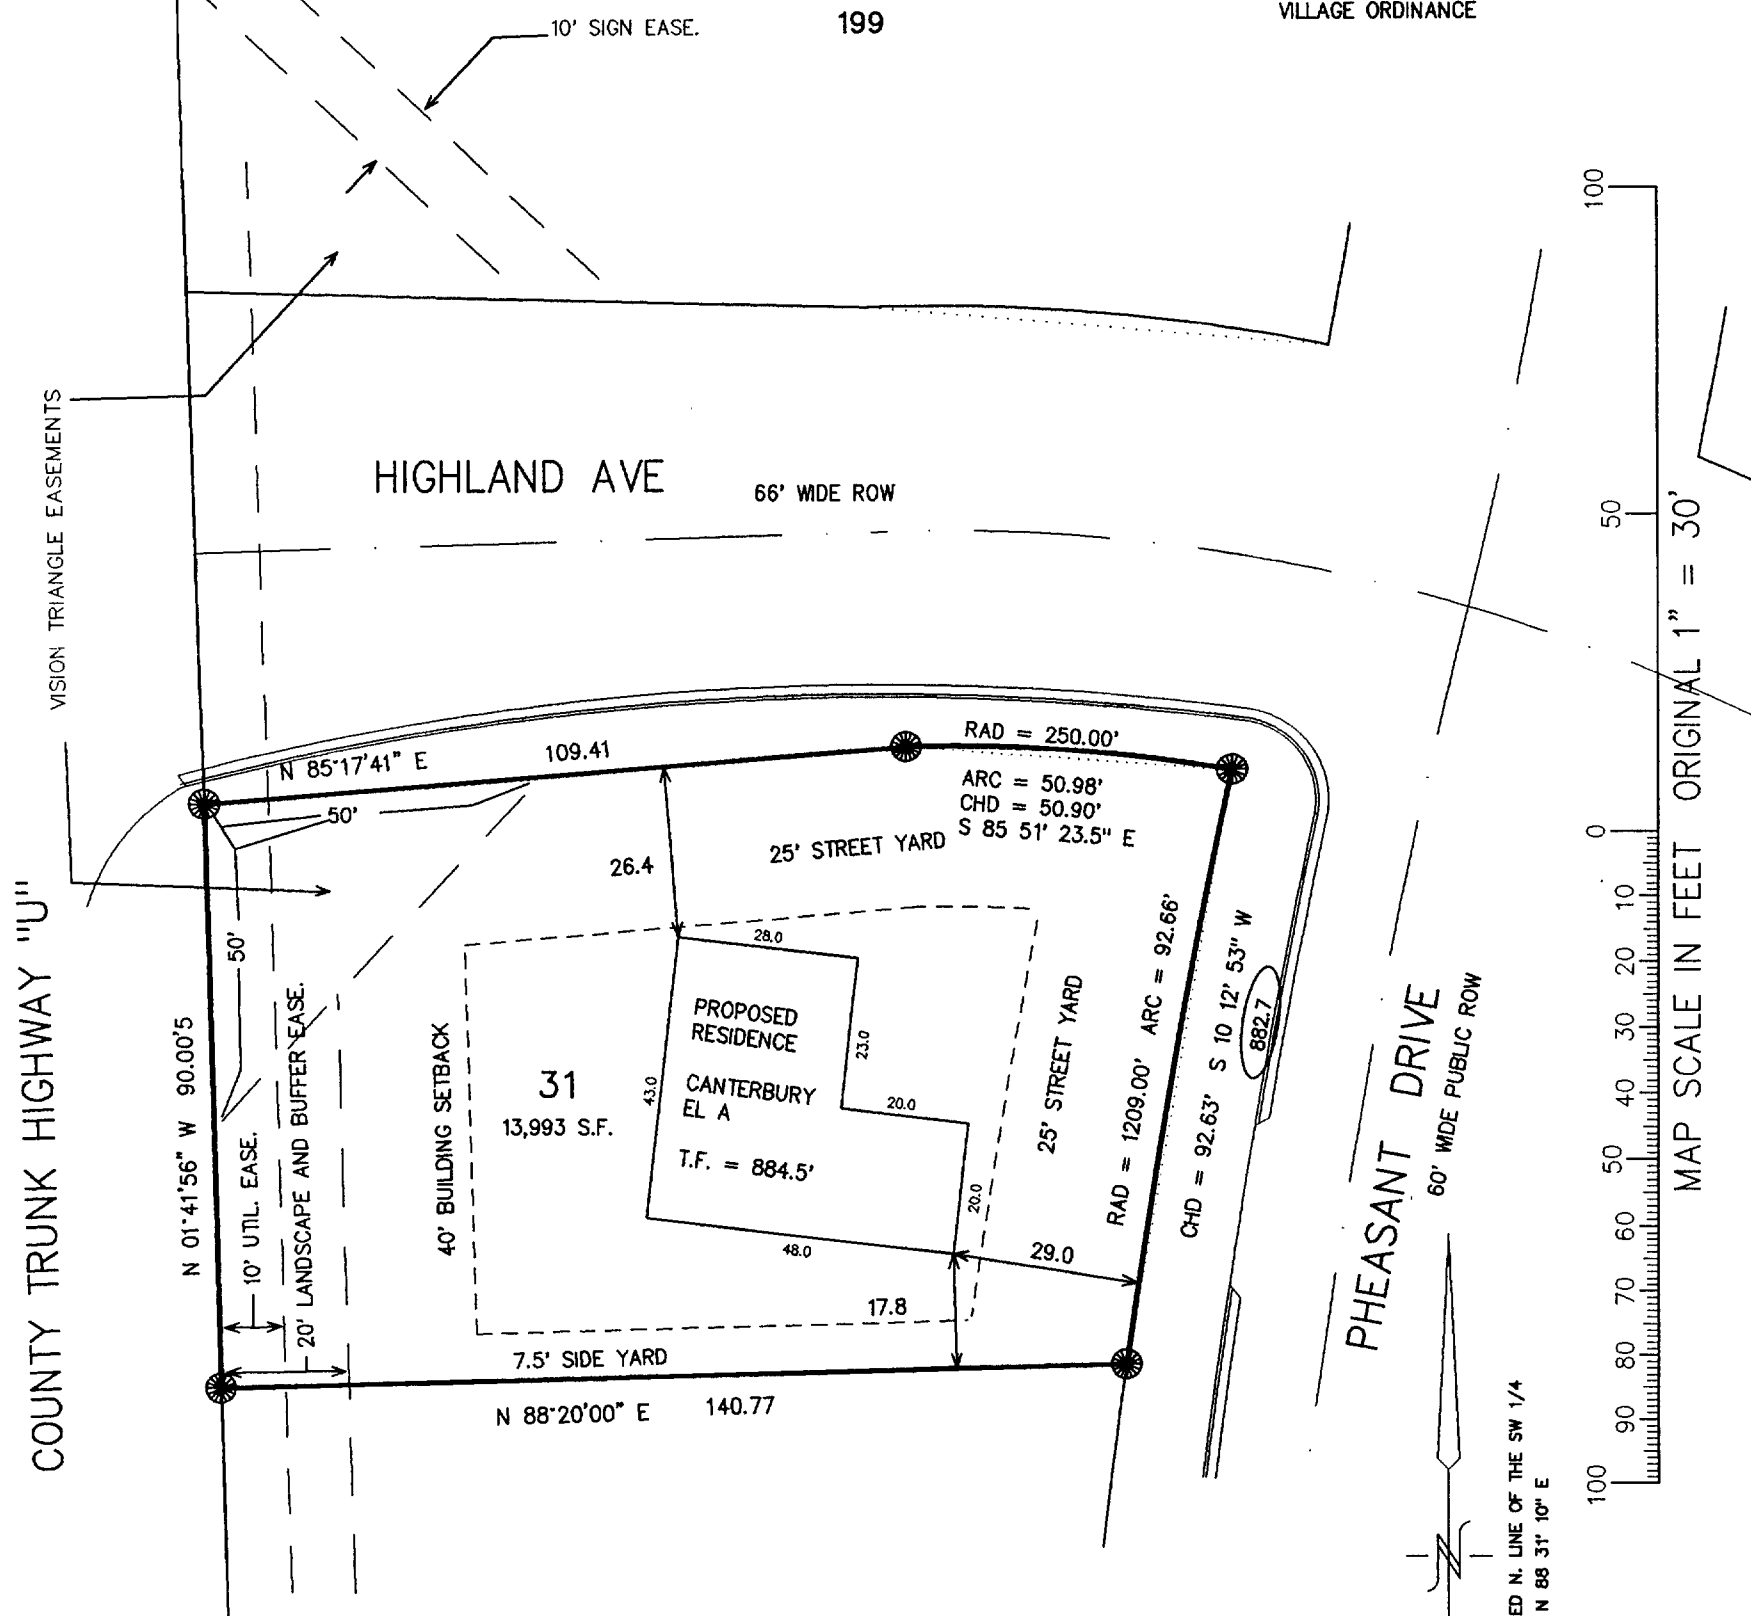 10' SIGN EASE.
199
VILLAGE ORDINANCE
VISION TRIANGLE EASEMENTS
HIGHLAND AVE
66' WIDE ROW
N 85°17'41" E
109.41
RAD = 250.00'
ARC = 50.98'
CHD = 50.90'
S 85 51' 23.5" E
50'
50'
26.4
25' STREET YARD
28.0
23.0
20.0
20.0
43.0
48.0
PROPOSED
RESIDENCE
CANTERBURY
EL A
T.F. = 884.5'
31
13,993 S.F.
40' BUILDING SETBACK
25' STREET YARD
RAD = 1209.00' ARC = 92.66'
CHD = 92.63' S 10 12' 53" W
882.7
29.0
17.8
7.5' SIDE YARD
N 88°20'00" E 140.77
N 01°41'56" W 90.00'5
10' UTIL. EASE.
20' LANDSCAPE AND BUFFER EASE.
COUNTY TRUNK HIGHWAY "U"
PHEASANT DRIVE
60' WIDE PUBLIC ROW
100
50
0
10
20
30
40
50
60
70
80
90
100
MAP SCALE IN FEET ORIGINAL 1" = 30'
N
ED N. LINE OF THE SW 1/4
N 88 31' 10" E